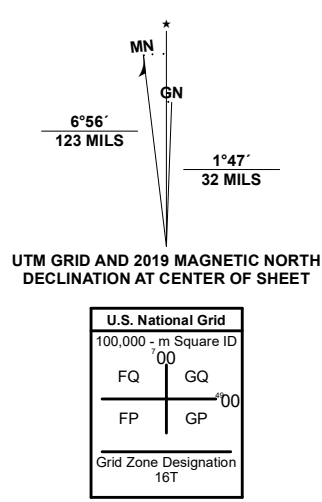 ★
MN
GN
6°56´
123 MILS
1°47´
32 MILS
UTM GRID AND 2019 MAGNETIC NORTH
DECLINATION AT CENTER OF SHEET
U.S. National Grid
100,000 - m Square ID
⁷00
FQ GQ
⁴⁹00
FP GP
Grid Zone Designation
16T